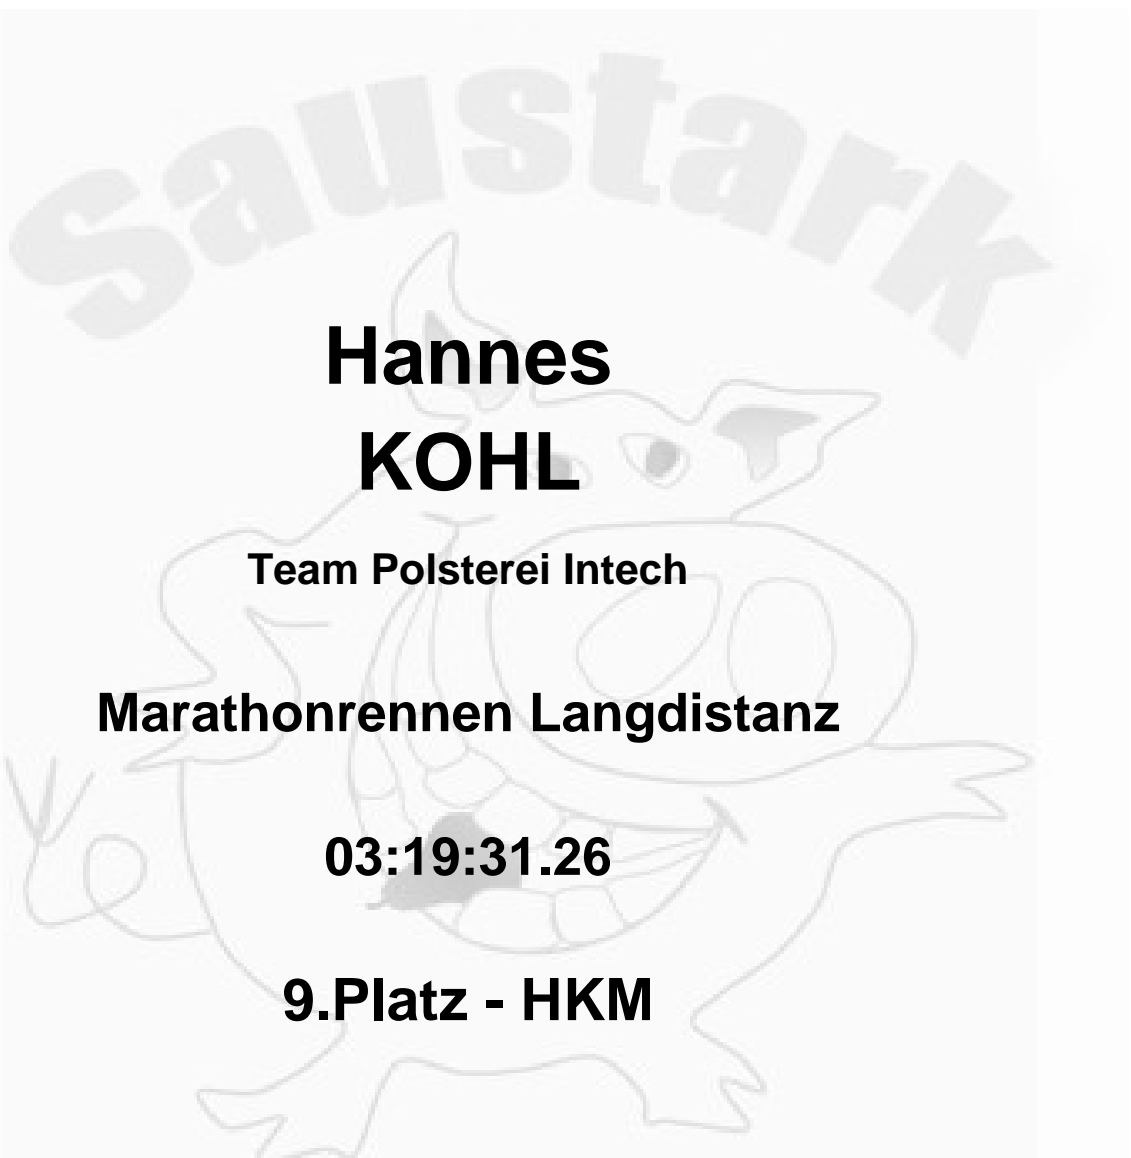 Saustark
Hannes
KOHL
Team Polsterei Intech
Marathonrennen Langdistanz
03:19:31.26
9.Platz - HKM